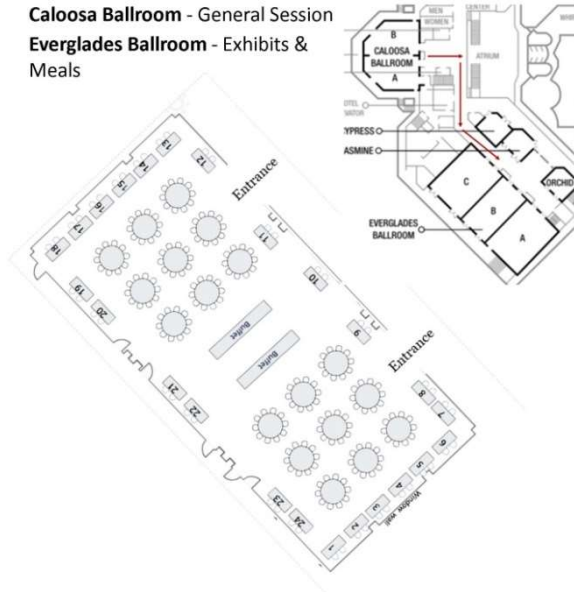 Caloosa Ballroom - General Session
Everglades Ballroom - Exhibits &
Meals
MEN
WOMEN
CENTER
B
CALOOSA
BALLROOM
A
ATRIUM
YPRESS
ASMINE
ORCHID
C
B
A
EVERGLADES
BALLROOM
Entrance
Entrance
Buffet
Buffet
Window wall
1
2
3
4
5
6
7
8
9
10
11
12
13
14
15
16
17
18
19
20
21
22
23
24